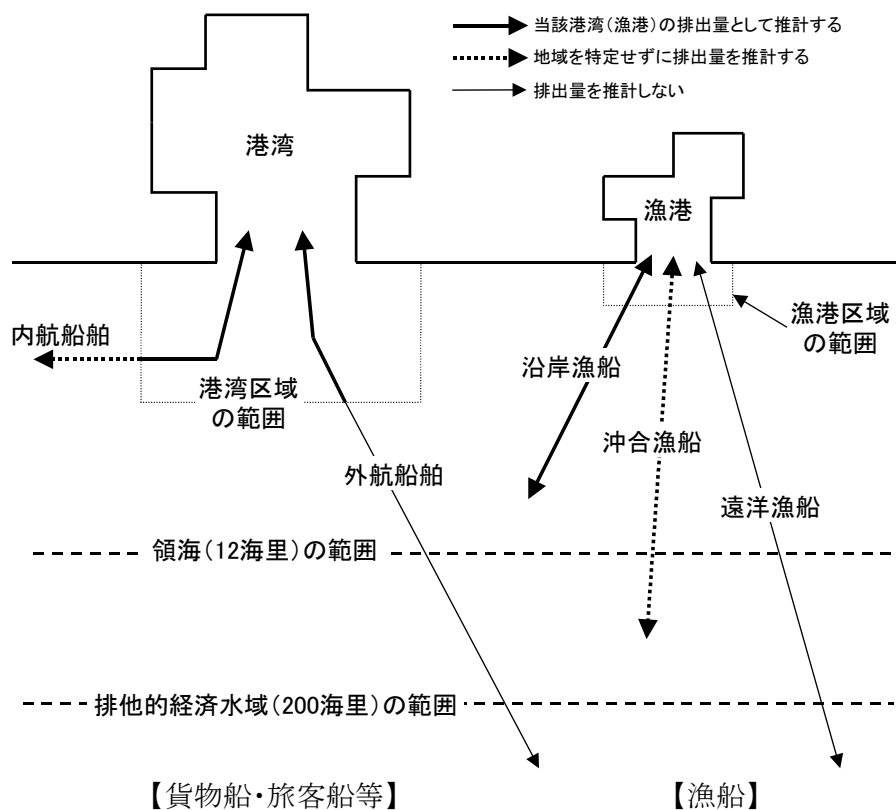 当該港湾(漁港)の排出量として推計する
地域を特定せずに排出量を推計する
排出量を推計しない
港湾
漁港
内航船舶
港湾区域
の範囲
漁港区域
の範囲
沿岸漁船
沖合漁船
外航船舶
遠洋漁船
領海(12海里)の範囲
排他的経済水域(200海里)の範囲
【貨物船・旅客船等】
【漁船】